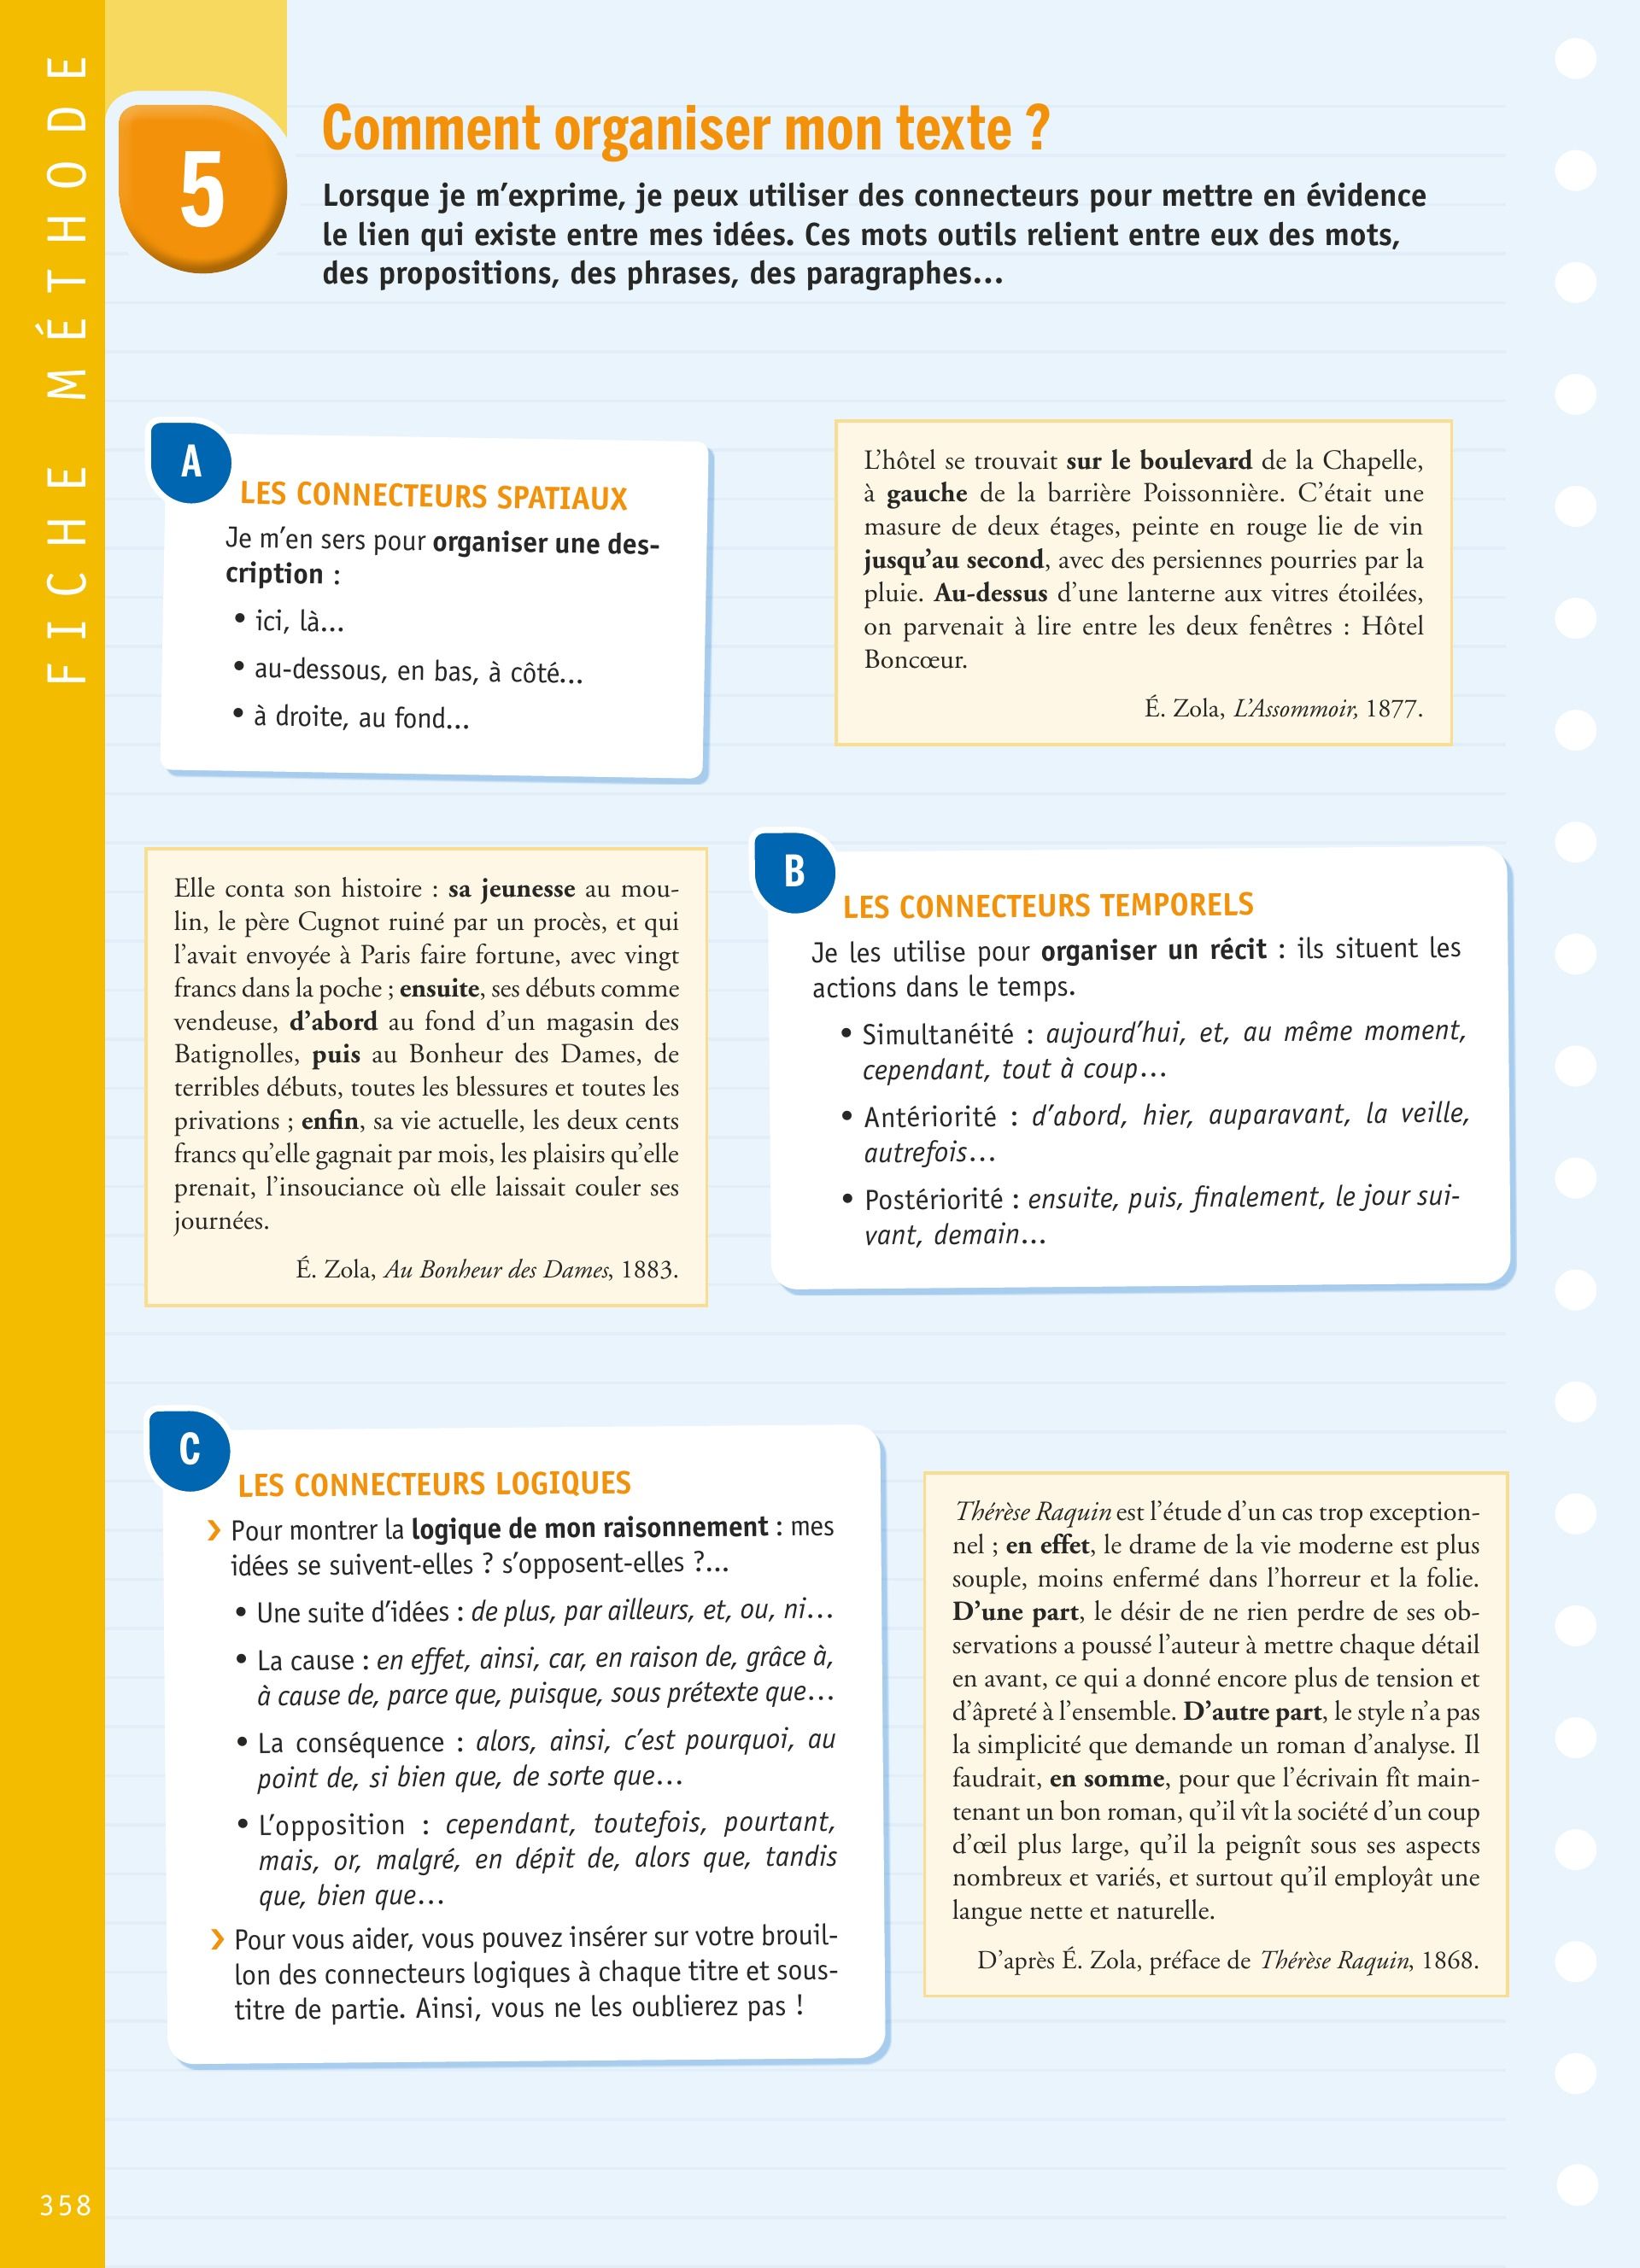 FICHE MÉTHODE
5
Comment organiser mon texte ?
Lorsque je m’exprime, je peux utiliser des connecteurs pour mettre en évidence
le lien qui existe entre mes idées. Ces mots outils relient entre eux des mots,
des propositions, des phrases, des paragraphes...
A
LES CONNECTEURS SPATIAUX
Je m’en sers pour organiser une des-
cription :
• ici, là...
• au-dessous, en bas, à côté...
• à droite, au fond...
L’hôtel se trouvait sur le boulevard de la Chapelle,
à gauche de la barrière Poissonnière. C’était une
masure de deux étages, peinte en rouge lie de vin
jusqu’au second, avec des persiennes pourries par la
pluie. Au-dessus d’une lanterne aux vitres étoilées,
on parvenait à lire entre les deux fenêtres : Hôtel
Boncœur.
É. Zola, L’Assommoir, 1877.
Elle conta son histoire : sa jeunesse au mou-
lin, le père Cugnot ruiné par un procès, et qui
l’avait envoyée à Paris faire fortune, avec vingt
francs dans la poche ; ensuite, ses débuts comme
vendeuse, d’abord au fond d’un magasin des
Batignolles, puis au Bonheur des Dames, de
terribles débuts, toutes les blessures et toutes les
privations ; enfin, sa vie actuelle, les deux cents
francs qu’elle gagnait par mois, les plaisirs qu’elle
prenait, l’insouciance où elle laissait couler ses
journées.
É. Zola, Au Bonheur des Dames, 1883.
B
LES CONNECTEURS TEMPORELS
Je les utilise pour organiser un récit : ils situent les
actions dans le temps.
• Simultanéité : aujourd’hui, et, au même moment,
cependant, tout à coup...
• Antériorité : d’abord, hier, auparavant, la veille,
autrefois...
• Postériorité : ensuite, puis, finalement, le jour sui-
vant, demain...
C
LES CONNECTEURS LOGIQUES
› Pour montrer la logique de mon raisonnement : mes
idées se suivent-elles ? s’opposent-elles ?...
• Une suite d’idées : de plus, par ailleurs, et, ou, ni...
• La cause : en effet, ainsi, car, en raison de, grâce à,
à cause de, parce que, puisque, sous prétexte que...
• La conséquence : alors, ainsi, c’est pourquoi, au
point de, si bien que, de sorte que...
• L’opposition : cependant, toutefois, pourtant,
mais, or, malgré, en dépit de, alors que, tandis
que, bien que...
› Pour vous aider, vous pouvez insérer sur votre brouil-
lon des connecteurs logiques à chaque titre et sous-
titre de partie. Ainsi, vous ne les oublierez pas !
Thérèse Raquin est l’étude d’un cas trop exception-
nel ; en effet, le drame de la vie moderne est plus
souple, moins enfermé dans l’horreur et la folie.
D’une part, le désir de ne rien perdre de ses ob-
servations a poussé l’auteur à mettre chaque détail
en avant, ce qui a donné encore plus de tension et
d’âpreté à l’ensemble. D’autre part, le style n’a pas
la simplicité que demande un roman d’analyse. Il
faudrait, en somme, pour que l’écrivain fît main-
tenant un bon roman, qu’il vît la société d’un coup
d’œil plus large, qu’il la peignît sous ses aspects
nombreux et variés, et surtout qu’il employât une
langue nette et naturelle.
D’après É. Zola, préface de Thérèse Raquin, 1868.
358